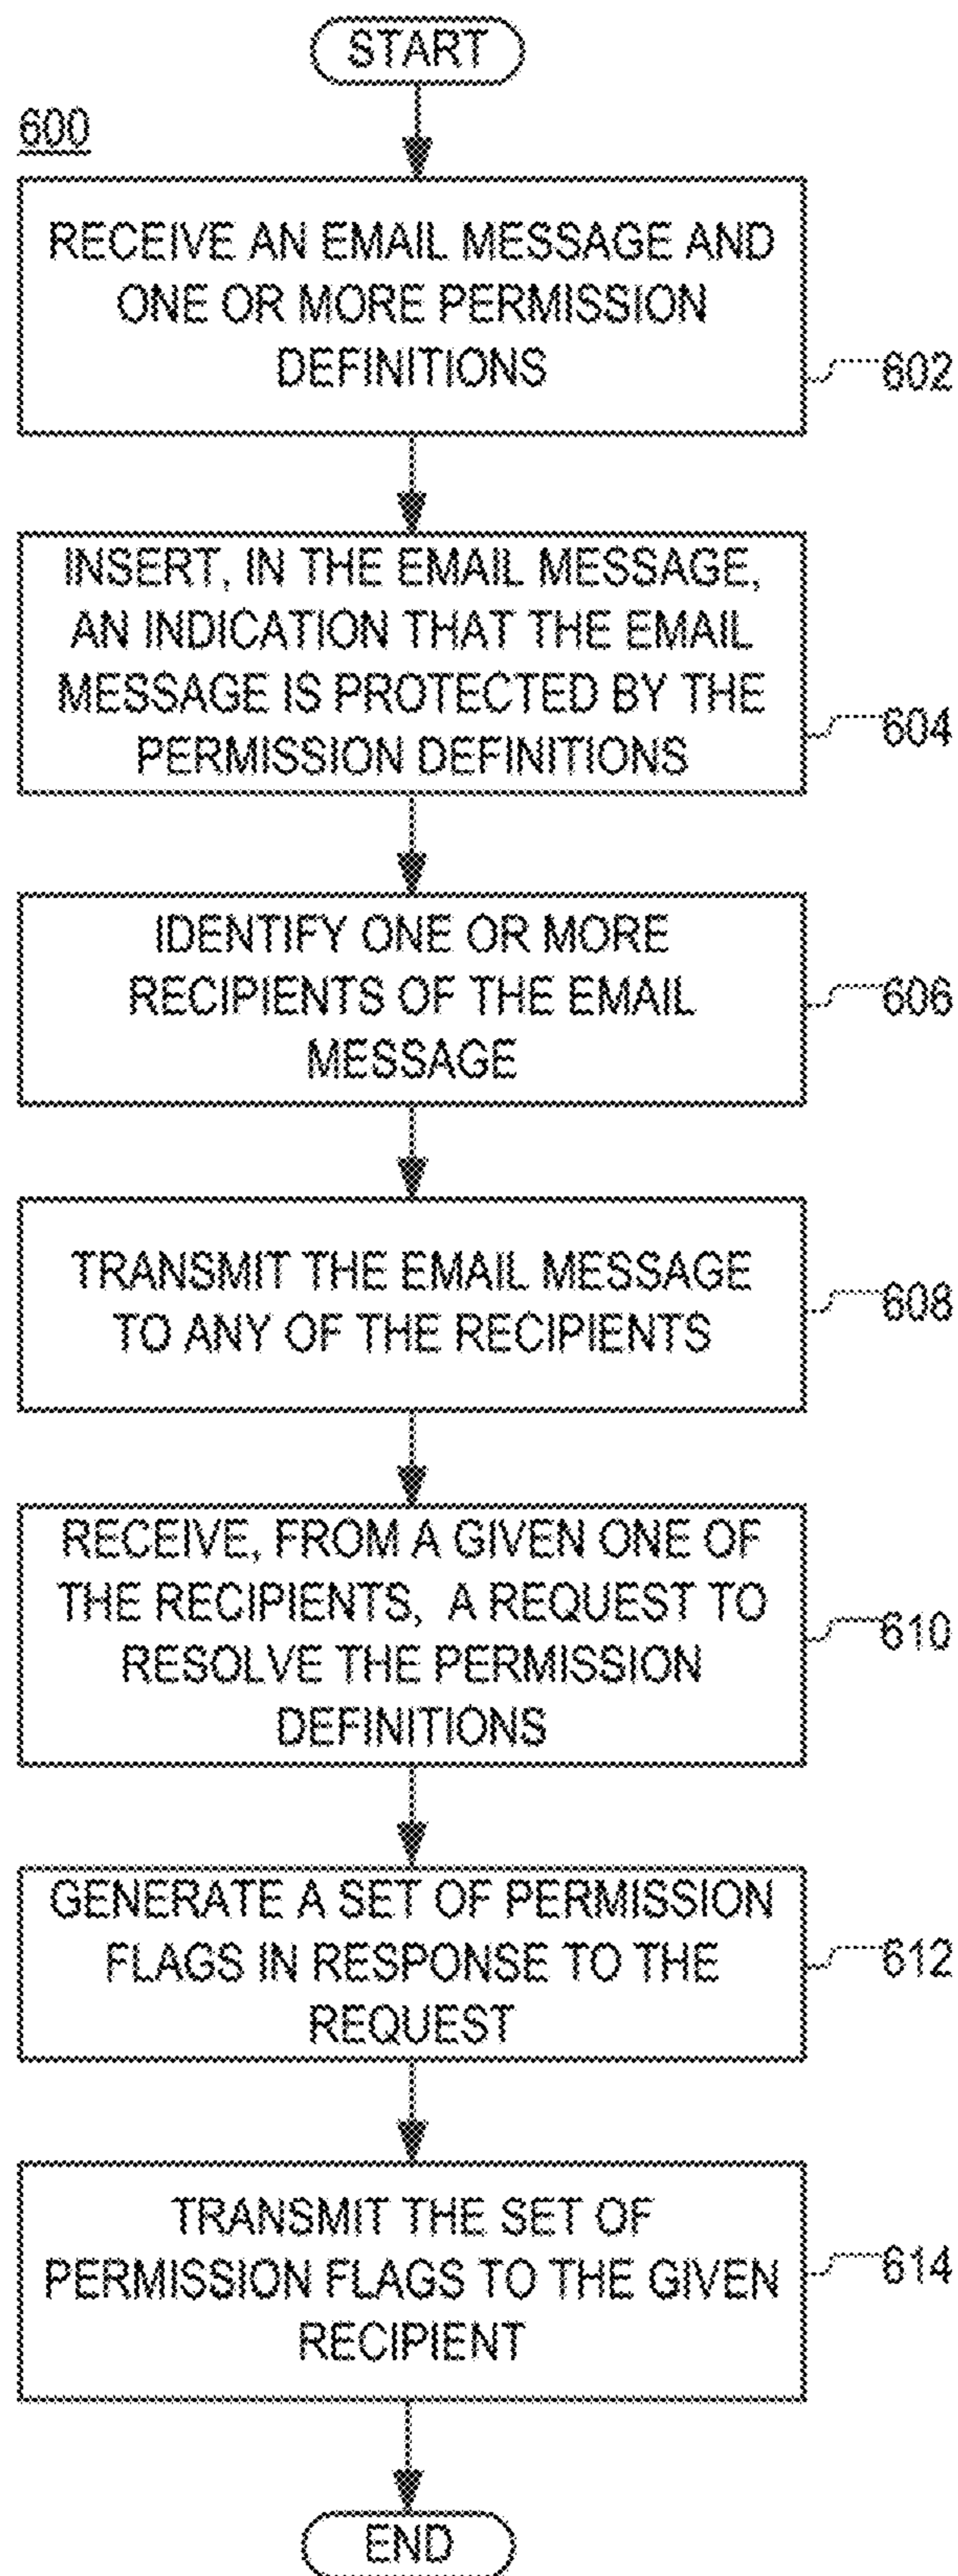 START
600
RECEIVE AN EMAIL MESSAGE AND
ONE OR MORE PERMISSION
DEFINITIONS
602
INSERT, IN THE EMAIL MESSAGE,
AN INDICATION THAT THE EMAIL
MESSAGE IS PROTECTED BY THE
PERMISSION DEFINITIONS
604
IDENTIFY ONE OR MORE
RECIPIENTS OF THE EMAIL
MESSAGE
606
TRANSMIT THE EMAIL MESSAGE
TO ANY OF THE RECIPIENTS
608
RECEIVE, FROM A GIVEN ONE OF
THE RECIPIENTS, A REQUEST TO
RESOLVE THE PERMISSION
DEFINITIONS
610
GENERATE A SET OF PERMISSION
FLAGS IN RESPONSE TO THE
REQUEST
612
TRANSMIT THE SET OF
PERMISSION FLAGS TO THE GIVEN
RECIPIENT
614
END